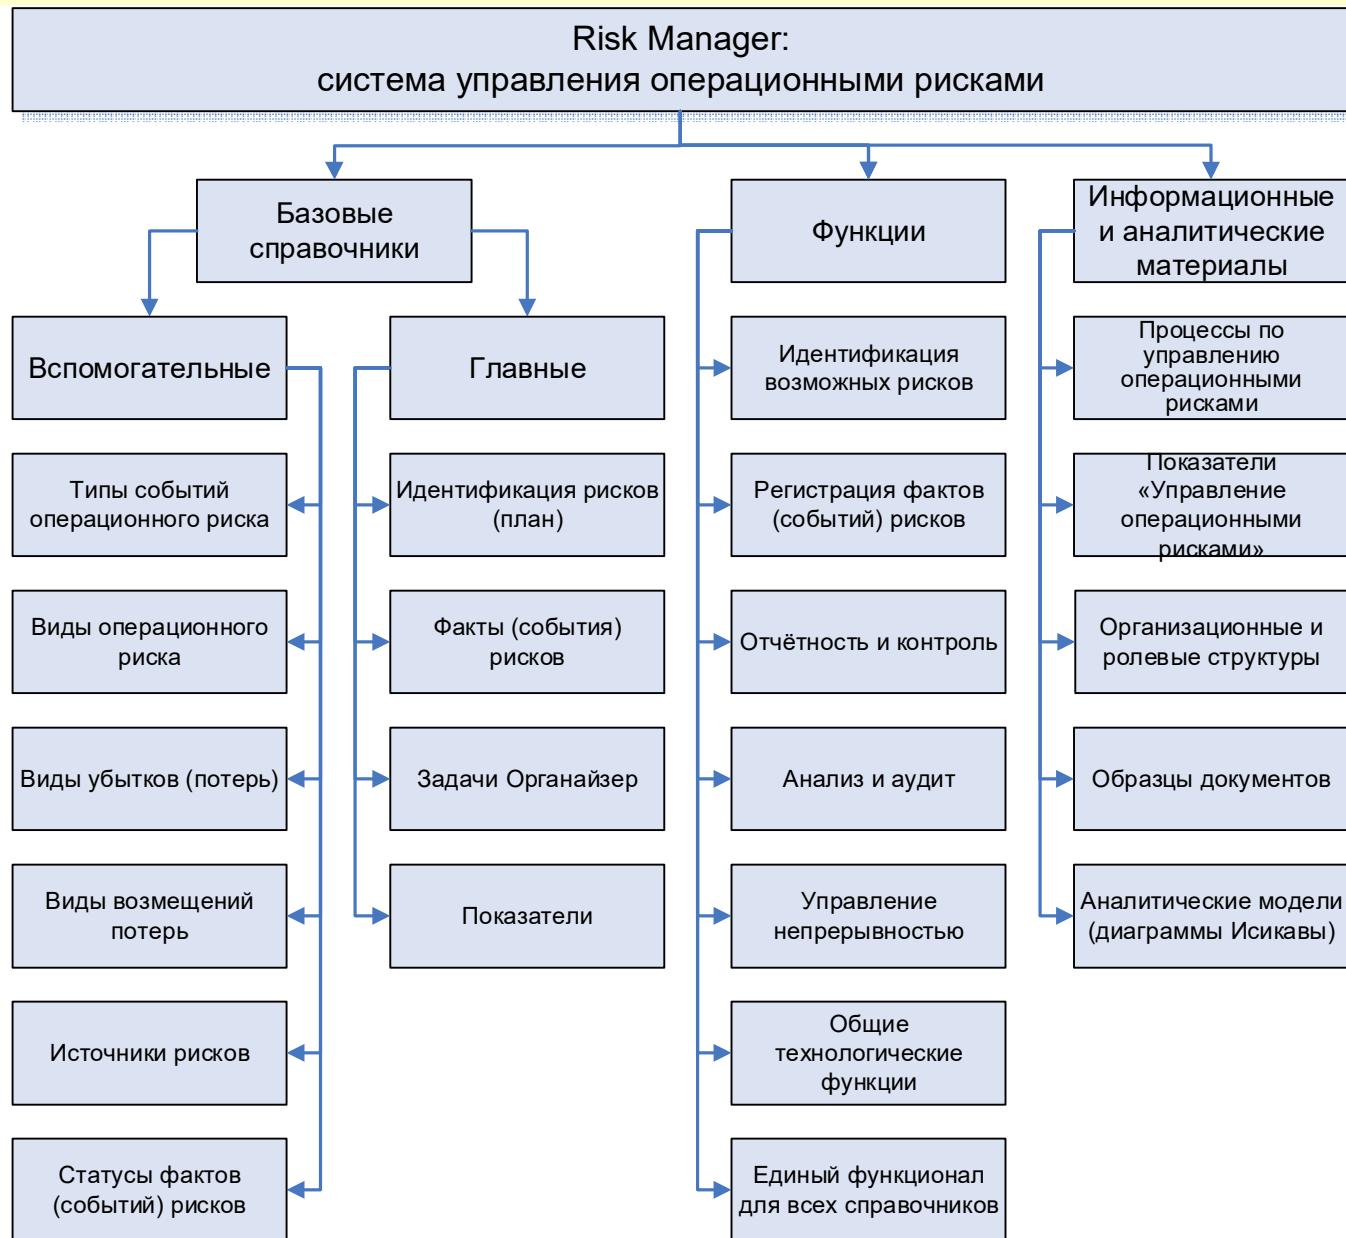 Risk Manager:
система управления операционными рисками
Базовые
справочники
Функции
Информационные
и аналитические
материалы
Вспомогательные
Главные
Идентификация
возможных рисков
Процессы по
управлению
операционными
рисками
Типы событий
операционного риска
Идентификация рисков
(план)
Регистрация фактов
(событий) рисков
Показатели
«Управление
операционными
рисками»
Виды операционного
риска
Факты (события)
рисков
Отчётность и контроль
Организационные и
ролевые структуры
Виды убытков (потерь)
Задачи Органайзер
Анализ и аудит
Образцы документов
Виды возмещений
потерь
Показатели
Управление
непрерывностью
Аналитические модели
(диаграммы Исикавы)
Источники рисков
Общие
технологические
функции
Статусы фактов
(событий) рисков
Единый функционал
для всех справочников